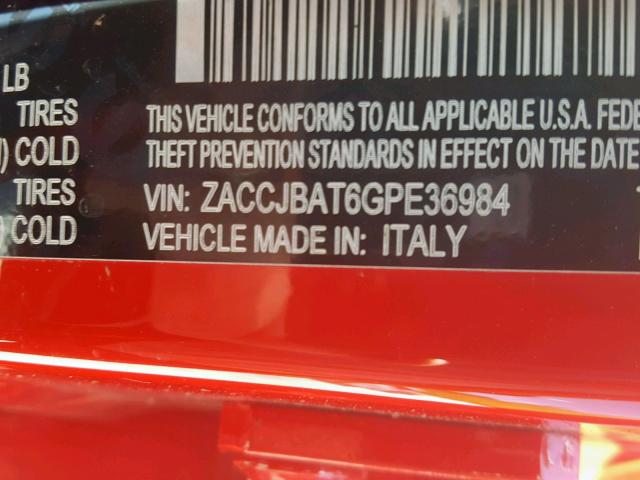 LB
TIRES
) COLD
TIRES
) COLD
THIS VEHICLE CONFORMS TO ALL APPLICABLE U.S.A. FEDE
THEFT PREVENTION STANDARDS IN EFFECT ON THE DATE
VIN: ZACCJBAT6GPE36984
VEHICLE MADE IN: ITALY